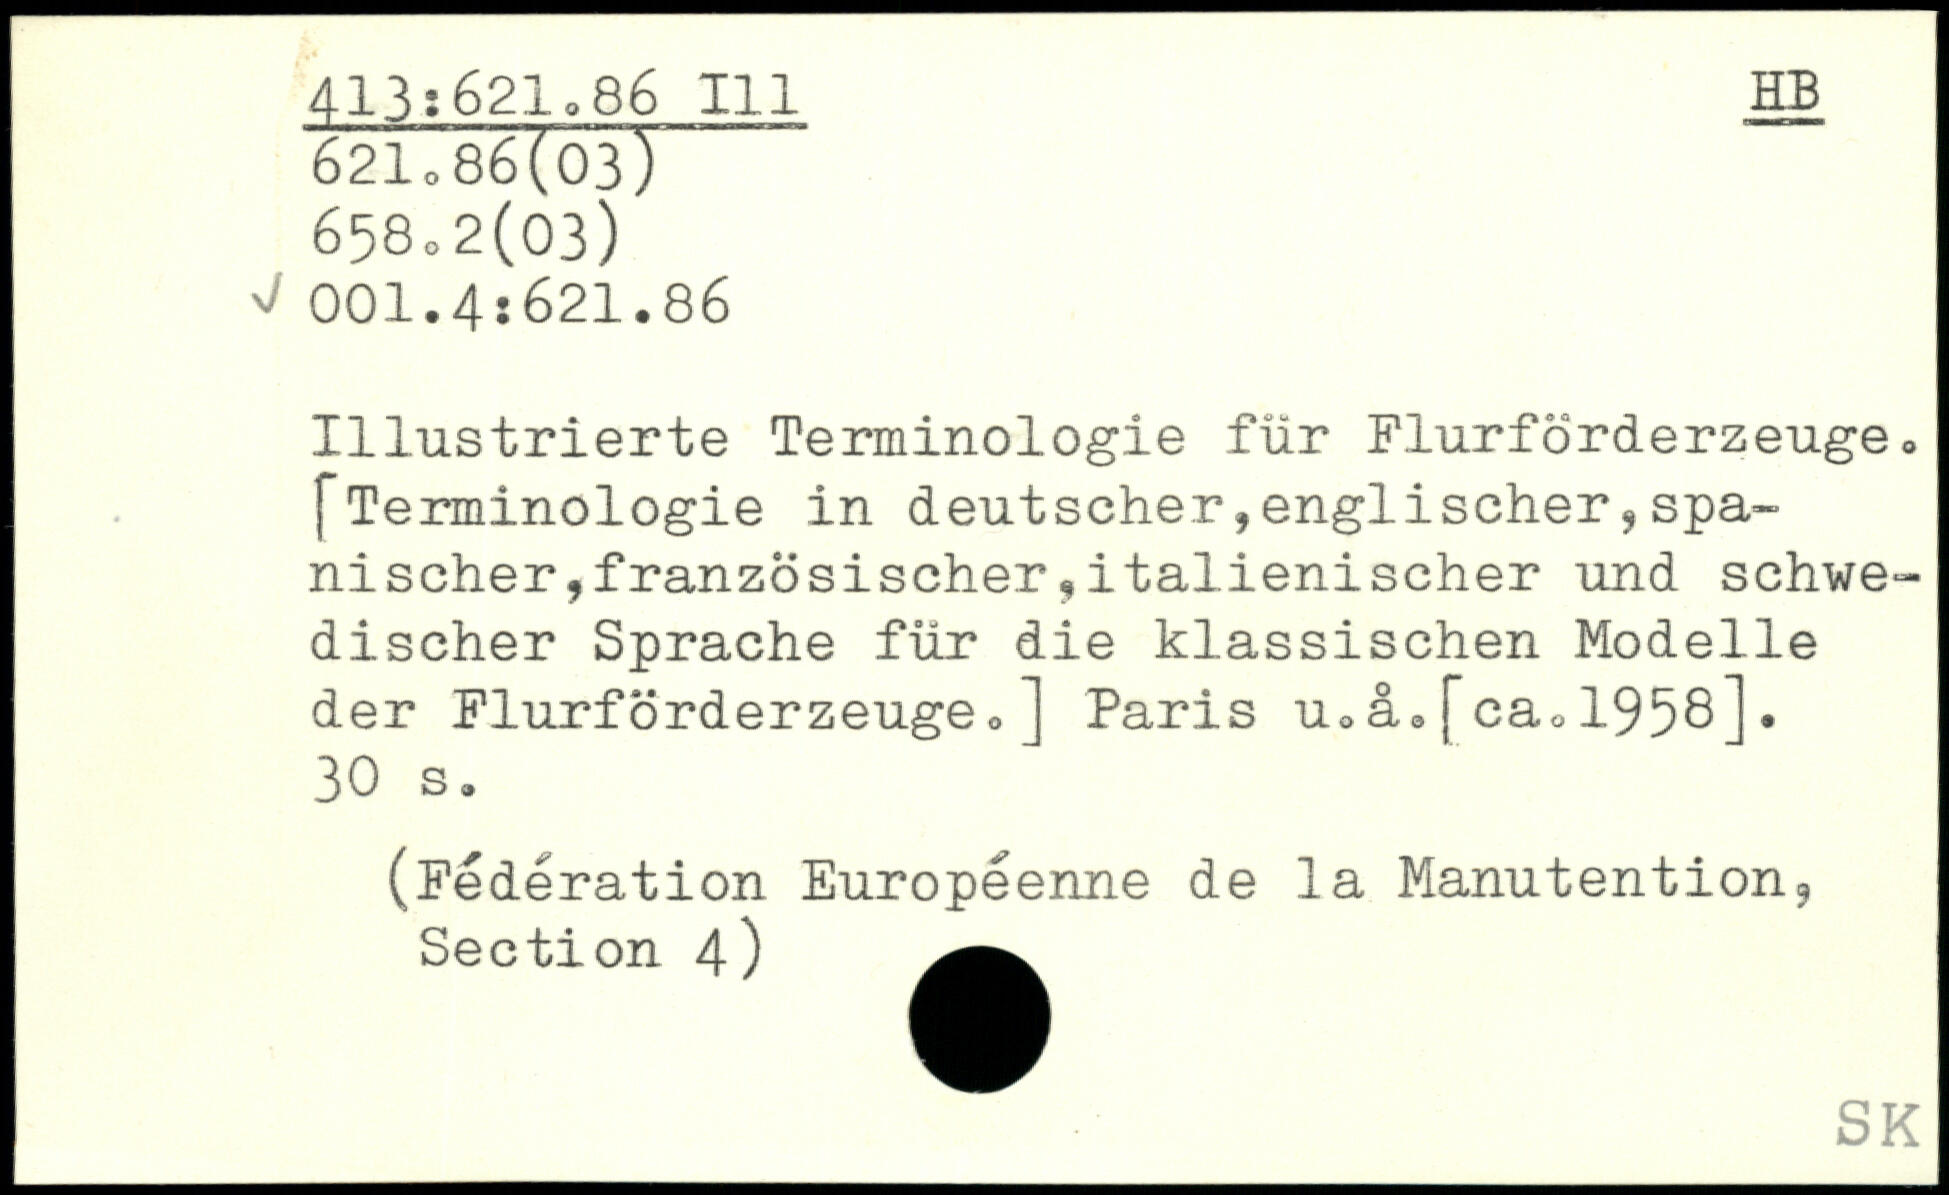 413:621.86 Ill HB
621.86(03)
658.2(03)
✓ 001.4:621.86
Illustrierte Terminologie für Flurförderzeuge.
[Terminologie in deutscher,englischer,spa-
nischer,französischer,italienischer und schwe-
discher Sprache für die klassischen Modelle
der Flurförderzeuge.] Paris u.å.[ca.1958].
30 s.
(Fédération Européenne de la Manutention,
Section 4)
SK